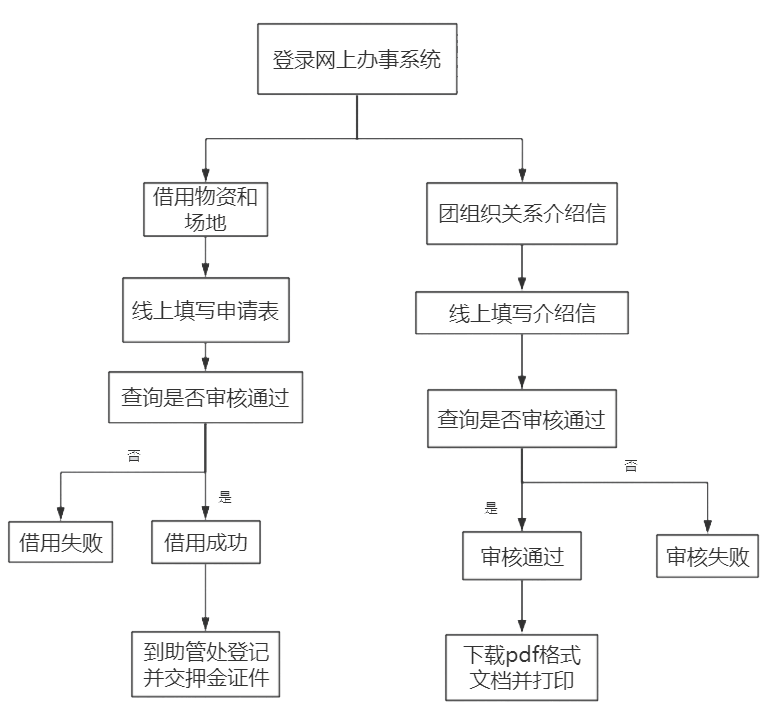 登录网上办事系统
借用物资和
场地
团组织关系介绍信
线上填写申请表
线上填写介绍信
查询是否审核通过
查询是否审核通过
否
是
否
是
借用失败
借用成功
审核通过
审核失败
到助管处登记
并交押金证件
下载pdf格式
文档并打印